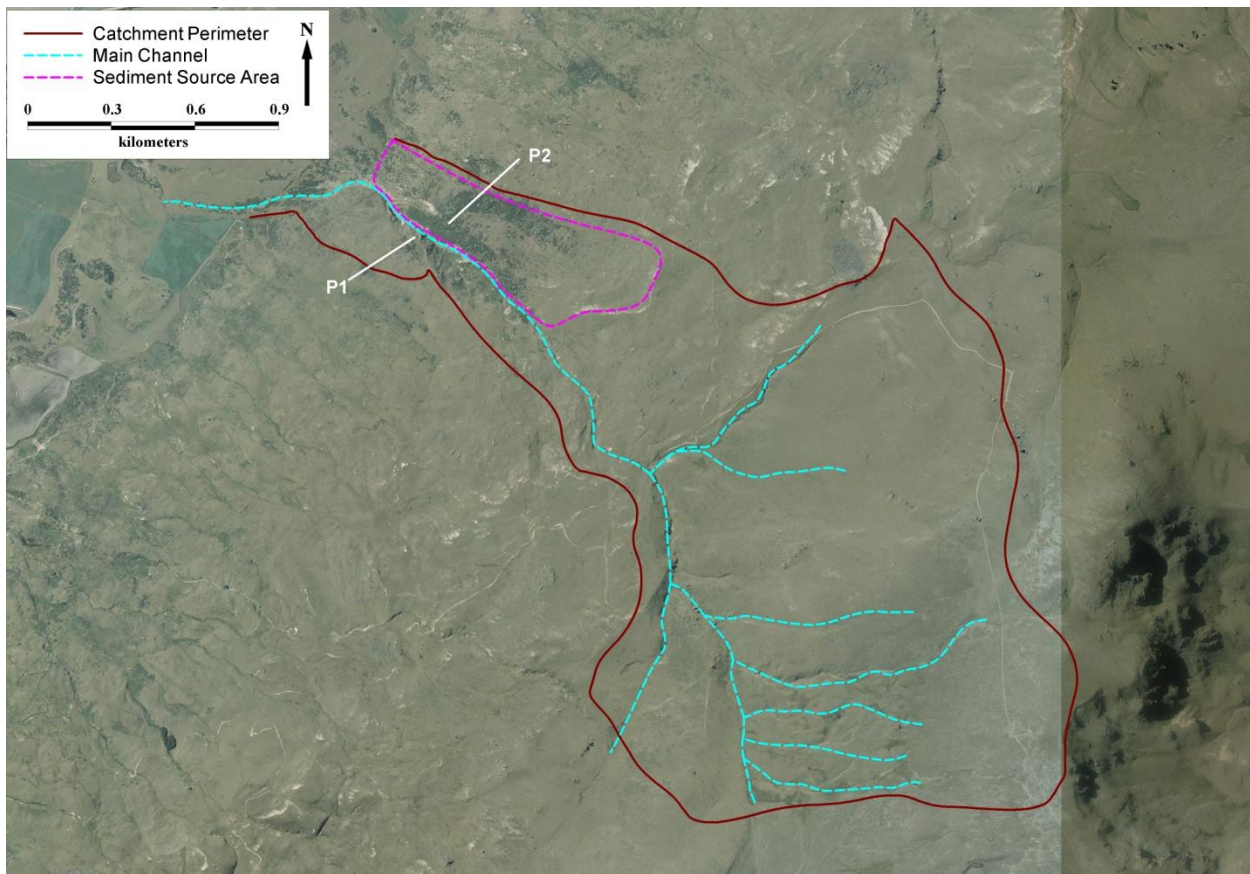 Catchment Perimeter
Main Channel
Sediment Source Area
N
0 0.3 0.6 0.9
kilometers
P2
P1